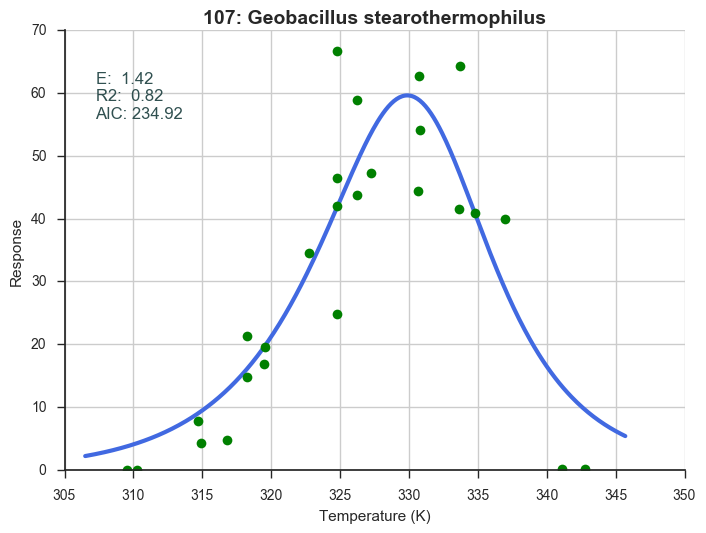 107: Geobacillus stearothermophilus
E:  1.42
R2:  0.82
AIC: 234.92
Response
70
60
50
40
30
20
10
0
305 310 315 320 325 330 335 340 345 350
Temperature (K)